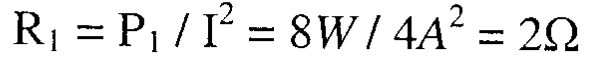 R₁ = P₁ / I² = 8W / 4A² = 2Ω